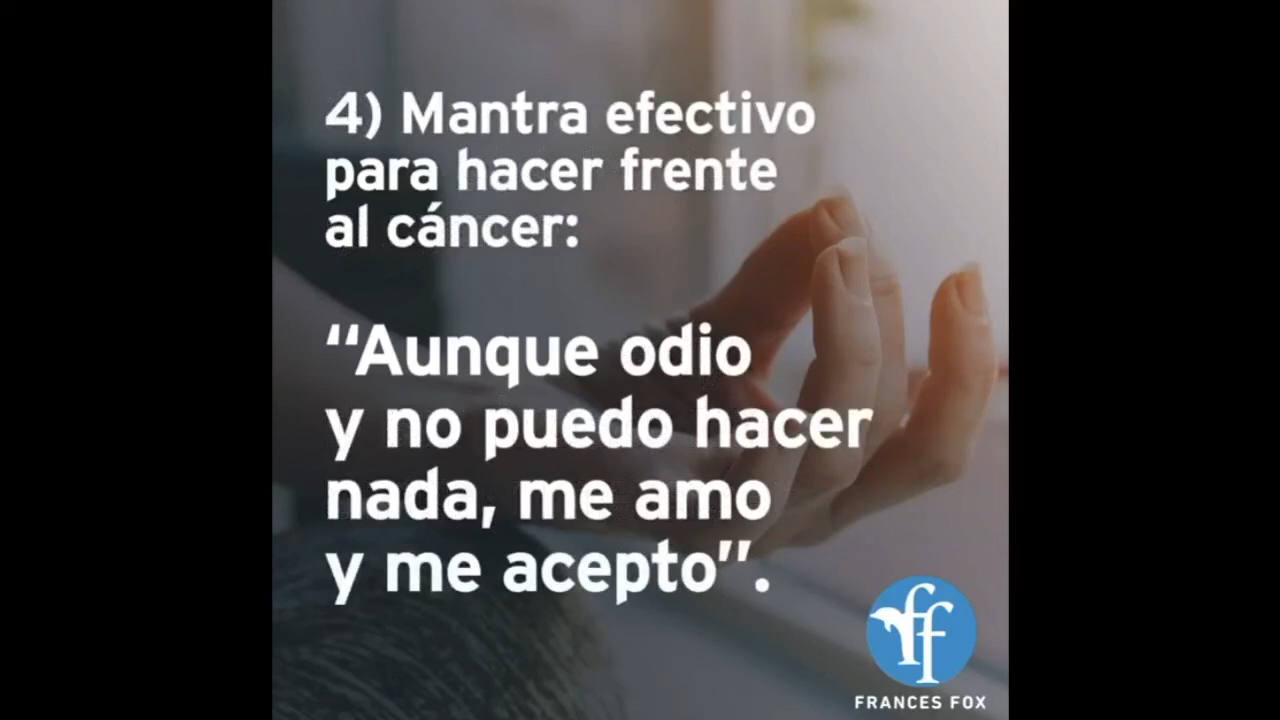 4) Mantra efectivo
para hacer frente
al cáncer:
“Aunque odio
y no puedo hacer
nada, me amo
y me acepto”.
ff
FRANCES FOX